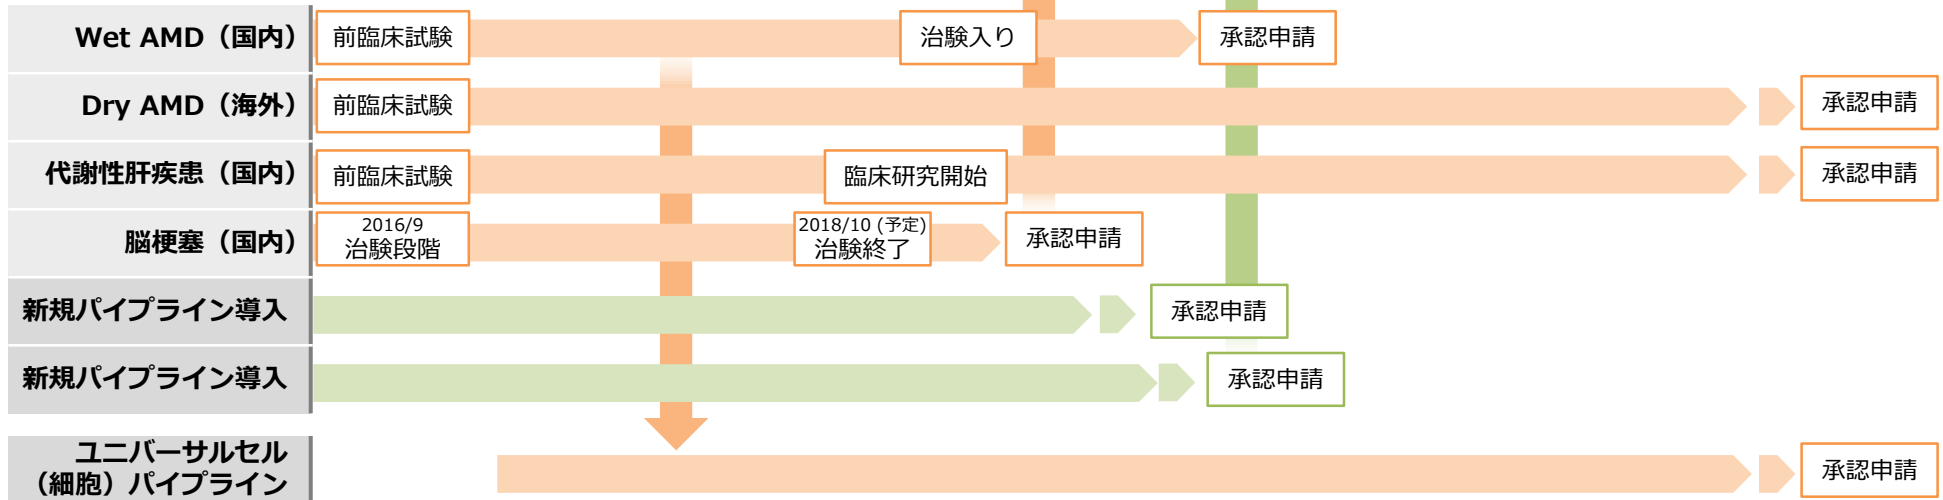 Wet AMD（国内）
前臨床試験
治験入り
承認申請
Dry AMD（海外）
前臨床試験
承認申請
代謝性肝疾患（国内）
前臨床試験
臨床研究開始
承認申請
脳梗塞（国内）
2016/9
治験段階
2018/10 (予定)
治験終了
承認申請
新規パイプライン導入
承認申請
新規パイプライン導入
承認申請
ユニバーサルセル
（細胞）パイプライン
承認申請